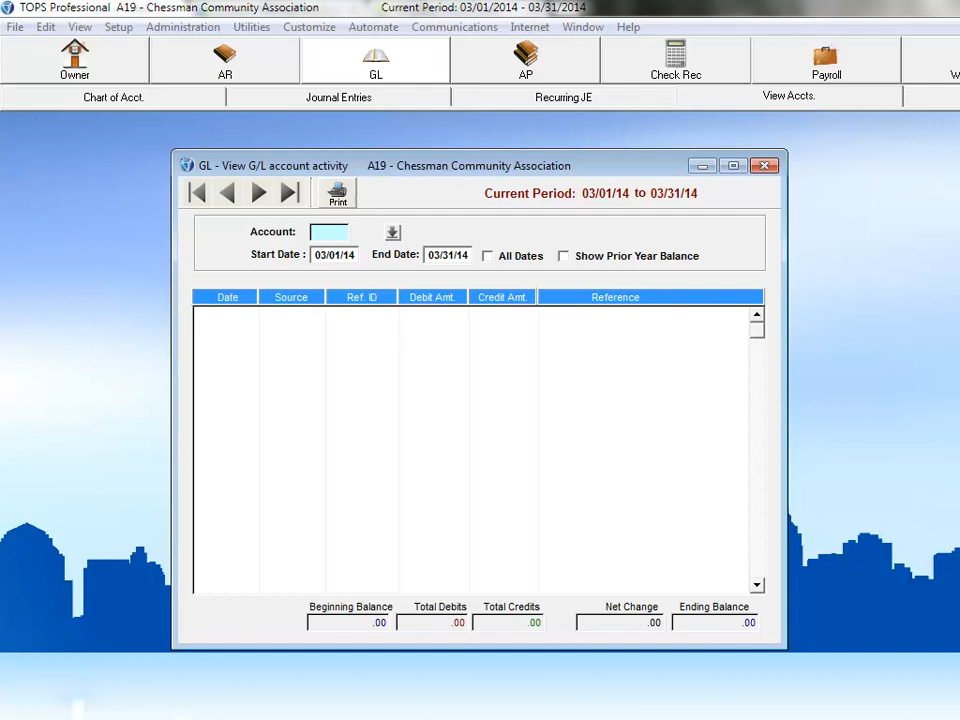 TOPS Professional A19 - Chessman Community Association Current Period: 03/01/2014 - 03/31/2014
File Edit View Setup Administration Utilities Customize Automate Communications Internet Window Help
Owner AR GL AP Check Rec Payroll W
Chart of Acct. Journal Entries Recurring JE View Accts.
GL - View G/L account activity A19 - Chessman Community Association
Print Current Period: 03/01/14 to 03/31/14
Account:
Start Date : 03/01/14 End Date: 03/31/14 All Dates Show Prior Year Balance
Date Source Ref. ID Debit Amt. Credit Amt. Reference
Beginning Balance Total Debits Total Credits Net Change Ending Balance
.00 .00 .00 .00 .00